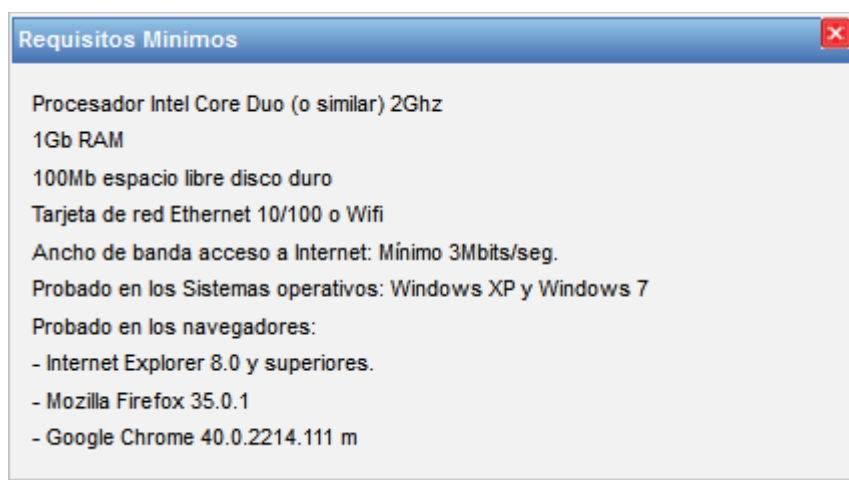 Requisitos Minimos
Procesador Intel Core Duo (o similar) 2Ghz
1Gb RAM
100Mb espacio libre disco duro
Tarjeta de red Ethernet 10/100 o Wifi
Ancho de banda acceso a Internet: Mínimo 3Mbits/seg.
Probado en los Sistemas operativos: Windows XP y Windows 7
Probado en los navegadores:
- Internet Explorer 8.0 y superiores.
- Mozilla Firefox 35.0.1
- Google Chrome 40.0.2214.111 m